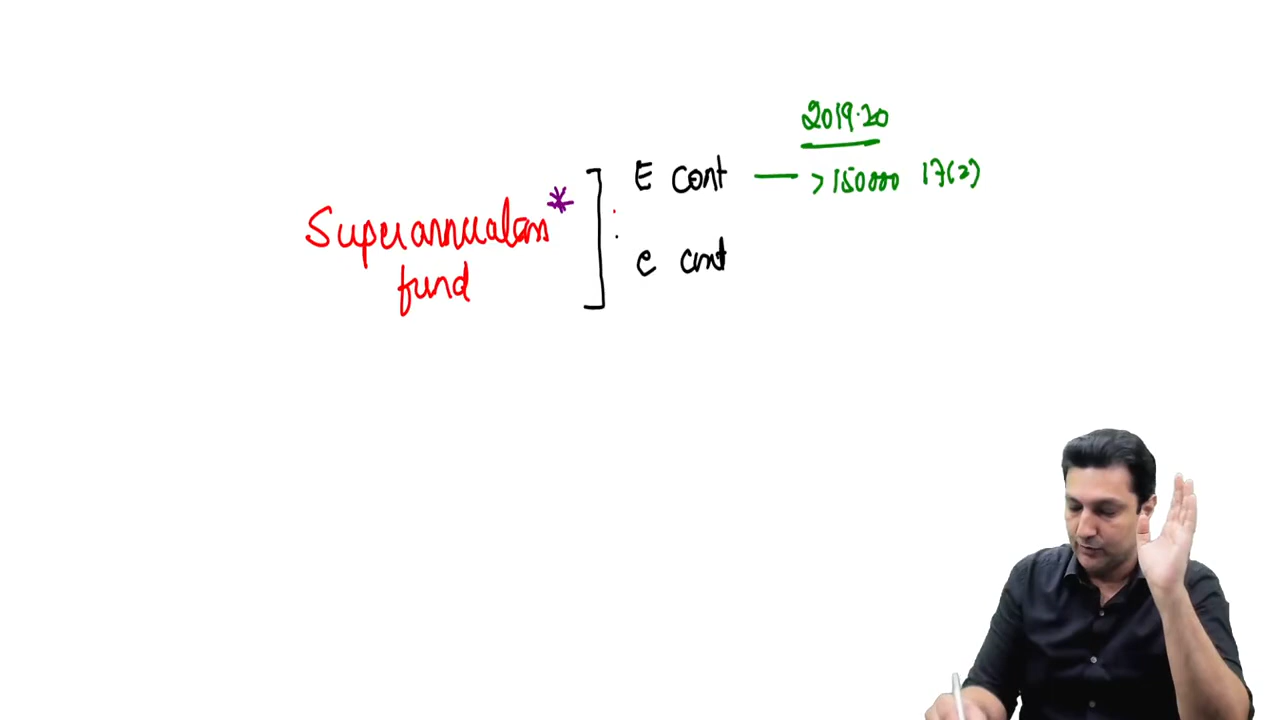 2019-20
E cont — > 150000 17(2)
Superannuation*
fund
e cont